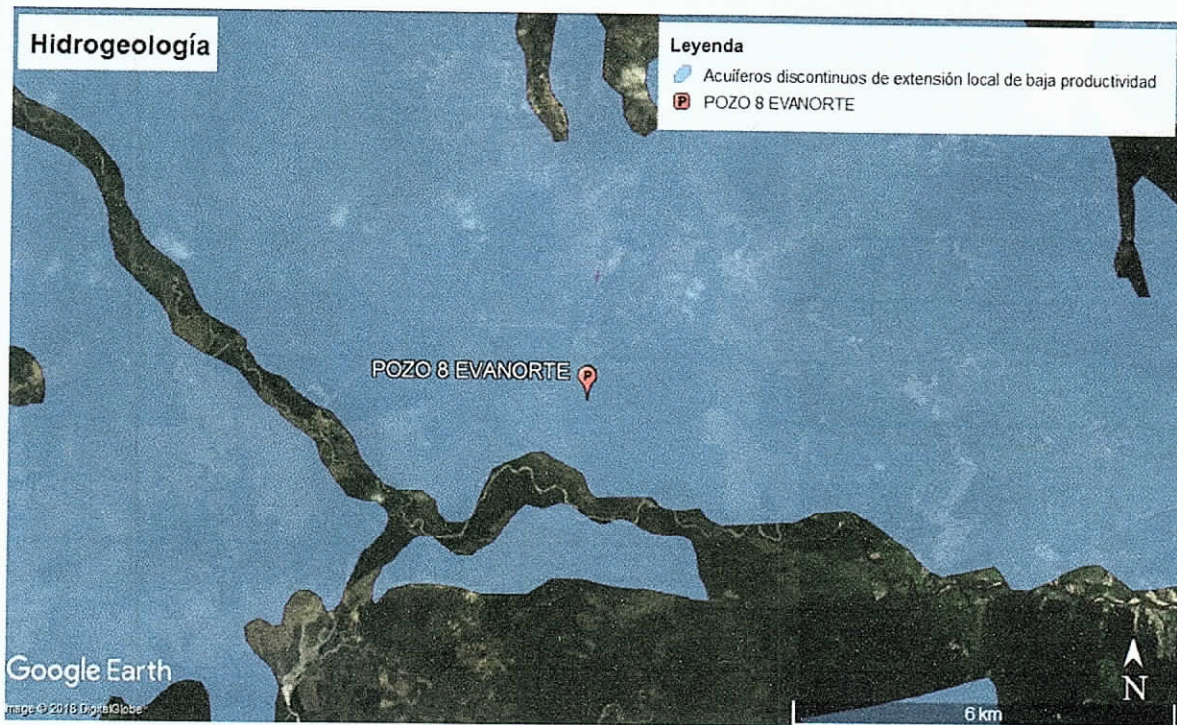 Hidrogeología
Leyenda
Acuíferos discontinuos de extensión local de baja productividad
P POZO 8 EVANORTE
POZO 8 EVANORTE P
Google Earth
Image © 2018 DigitalGlobe
N
6 km